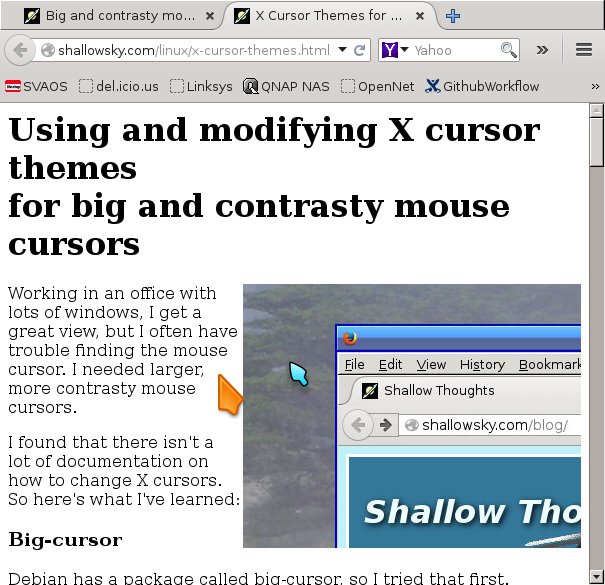 Big and contrasty mo...
X Cursor Themes for ...
shallowsky.com/linux/x-cursor-themes.html
Yahoo
SVAOS
del.icio.us
Linksys
QNAP NAS
OpenNet
GithubWorkflow
Using and modifying X cursor
themes
for big and contrasty mouse
cursors
Working in an office with
lots of windows, I get a
great view, but I often have
trouble finding the mouse
cursor. I needed larger,
more contrasty mouse
cursors.
I found that there isn't a
lot of documentation on
how to change X cursors.
So here's what I've learned:
File Edit View History Bookmark
Shallow Thoughts
shallowsky.com/blog/
Shallow Tho
Big-cursor
Debian has a package called big-cursor, so I tried that first.